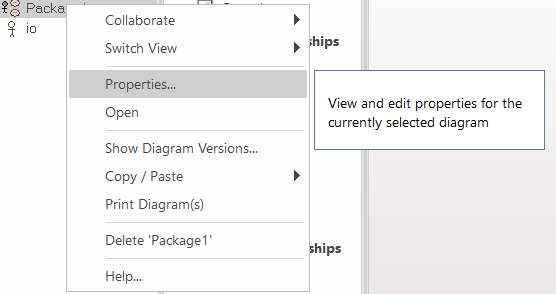 Collaborate
io
Switch View
ships
Properties...
View and edit properties for the
currently selected diagram
Open
Show Diagram Versions...
Copy / Paste
Print Diagram(s)
Delete 'Package1'
ships
Help...